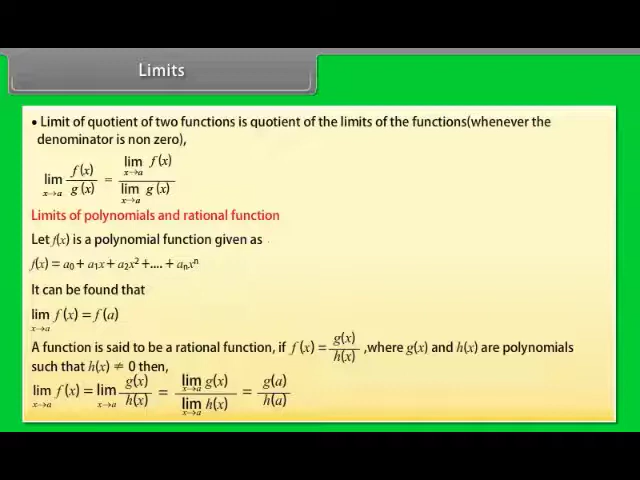 Limits
• Limit of quotient of two functions is quotient of the limits of the functions(whenever the
denominator is non zero),
lim x→a f(x)/g(x) = lim x→a f(x) / lim x→a g(x)
Limits of polynomials and rational function
Let f(x) is a polynomial function given as
f(x) = a₀ + a₁x + a₂x² +.... + aₙxⁿ
It can be found that
lim x→a f(x) = f(a)
A function is said to be a rational function, if f(x) = g(x)/h(x) ,where g(x) and h(x) are polynomials
such that h(x) ≠ 0 then,
lim x→a f(x) = lim x→a g(x)/h(x) = lim x→a g(x) / lim x→a h(x) = g(a)/h(a)